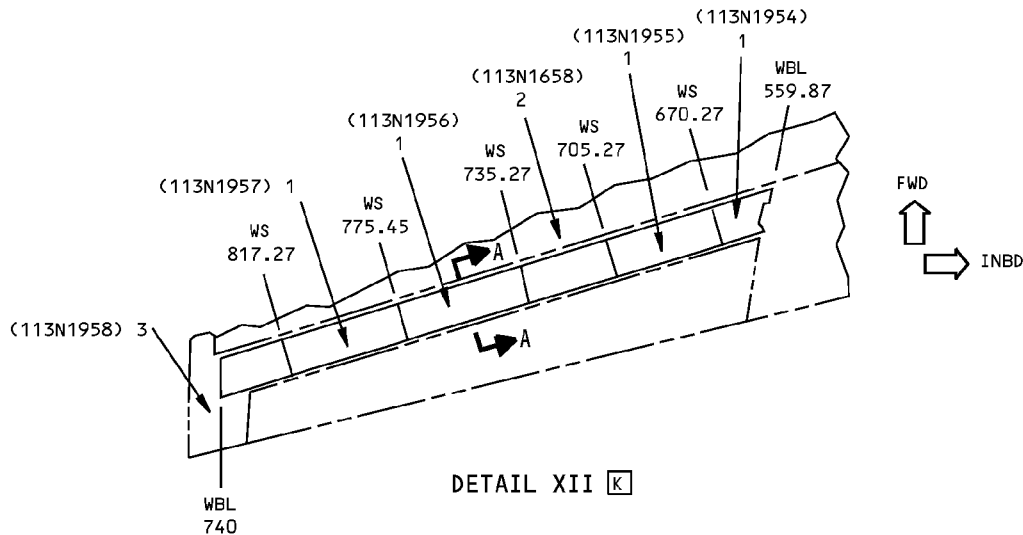 (113N1954)
1
(113N1955)
1
WBL
559.87
(113N1658)
2
WS
670.27
(113N1956)
1
WS
705.27
WS
735.27
(113N1957) 1
WS
775.45
FWD
WS
817.27
A
INBD
(113N1958) 3
A
DETAIL XII K
WBL
740